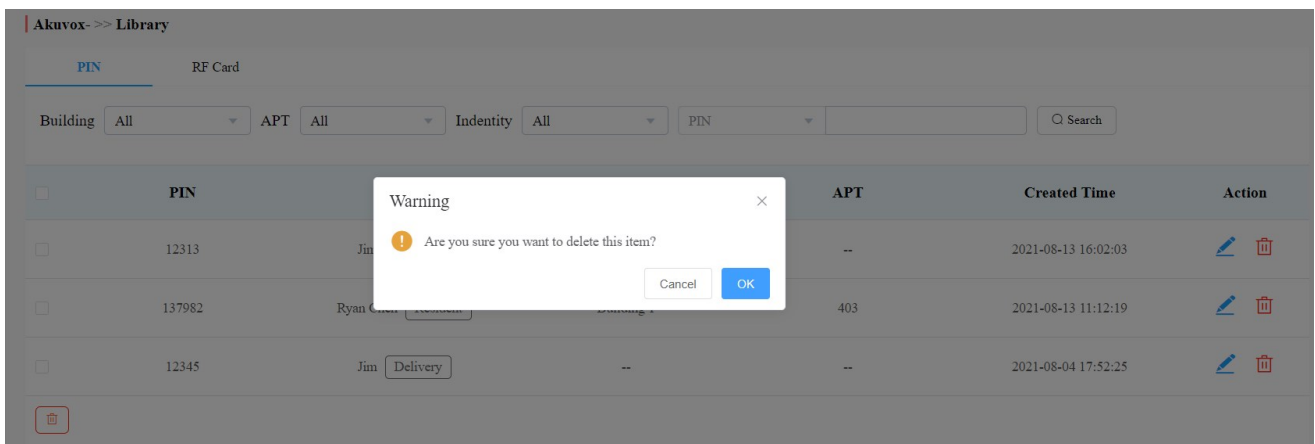 Akuvox- >> Library
PIN RF Card
Building All APT All Indentity All PIN Search
PIN APT Created Time Action
Warning
Are you sure you want to delete this item?
Cancel OK
12313 -- 2021-08-13 16:02:03
137982 Ryan 403 2021-08-13 11:12:19
12345 Jim Delivery -- -- 2021-08-04 17:52:25